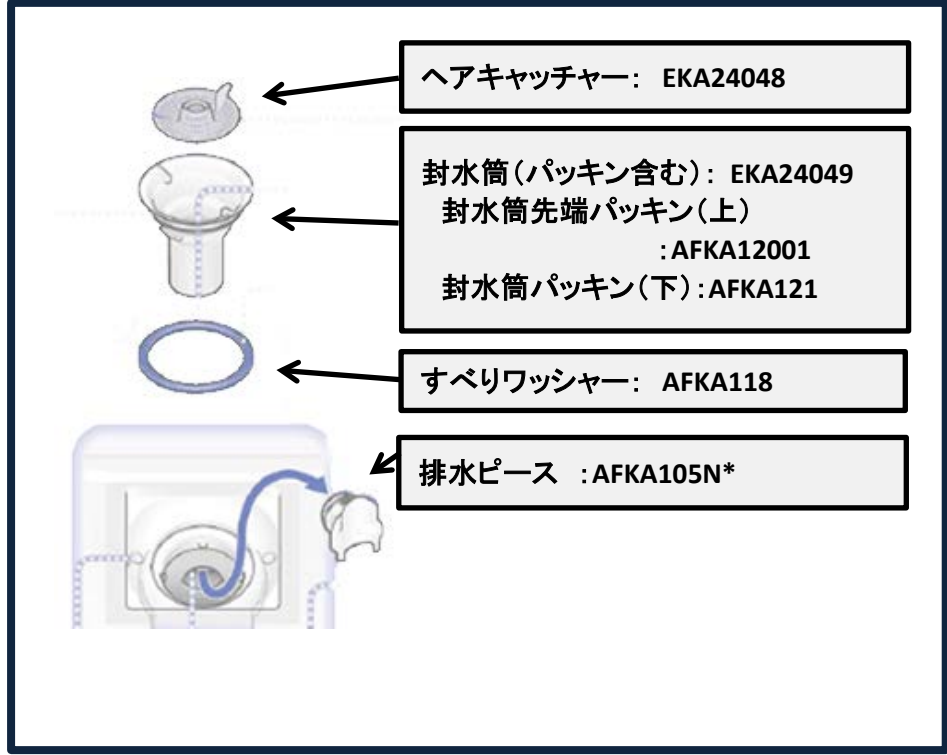 ヘアキャッチャー： EKA24048
封水筒（パッキン含む）： EKA24049
封水筒先端パッキン（上）
：AFKA12001
封水筒パッキン（下）：AFKA121
すべりワッシャー： AFKA118
排水ピース ：AFKA105N*